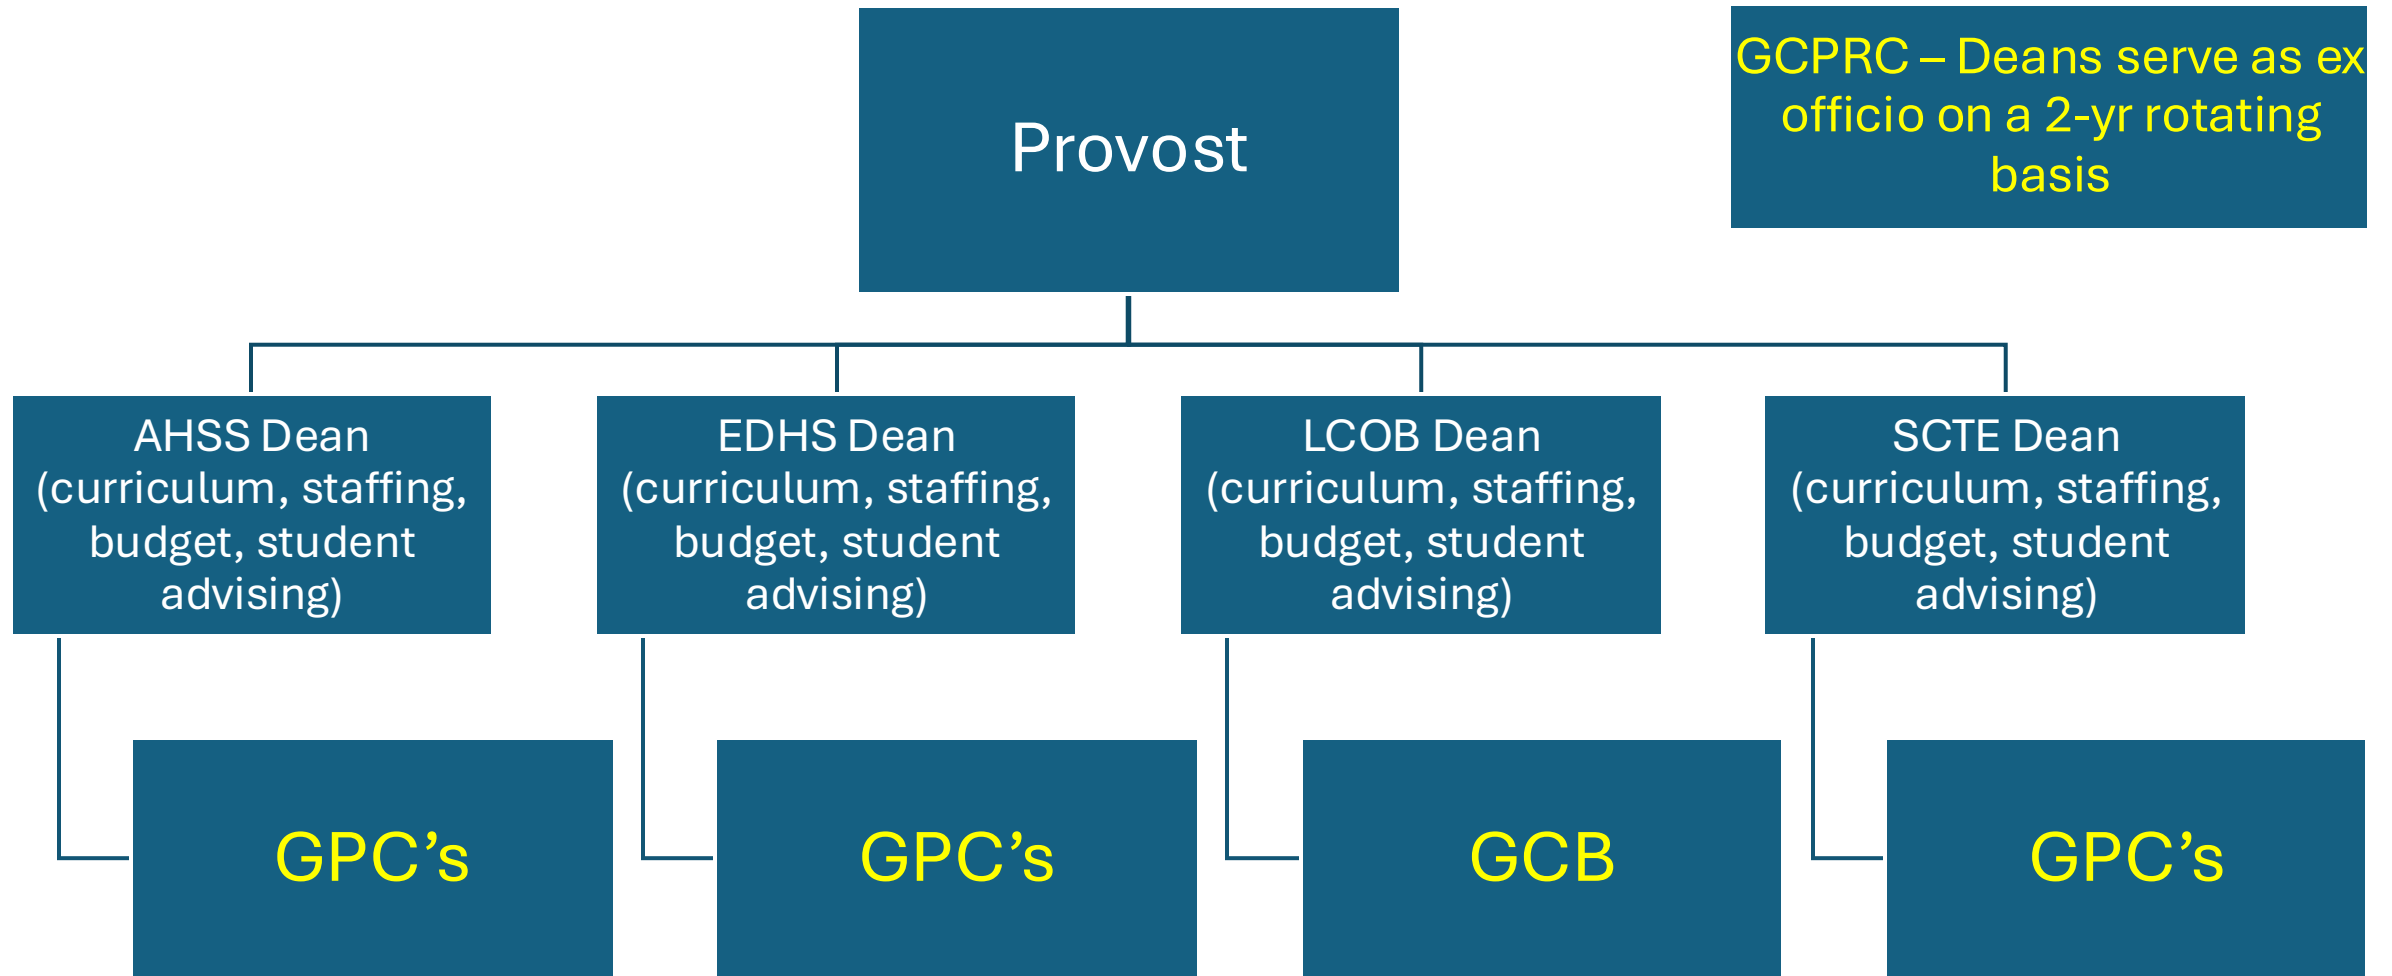 Provost
GCPRC – Deans serve as ex
officio on a 2-yr rotating
basis
AHSS Dean
(curriculum, staffing,
budget, student
advising)
EDHS Dean
(curriculum, staffing,
budget, student
advising)
LCOB Dean
(curriculum, staffing,
budget, student
advising)
SCTE Dean
(curriculum, staffing,
budget, student
advising)
GPC’s
GPC’s
GCB
GPC’s